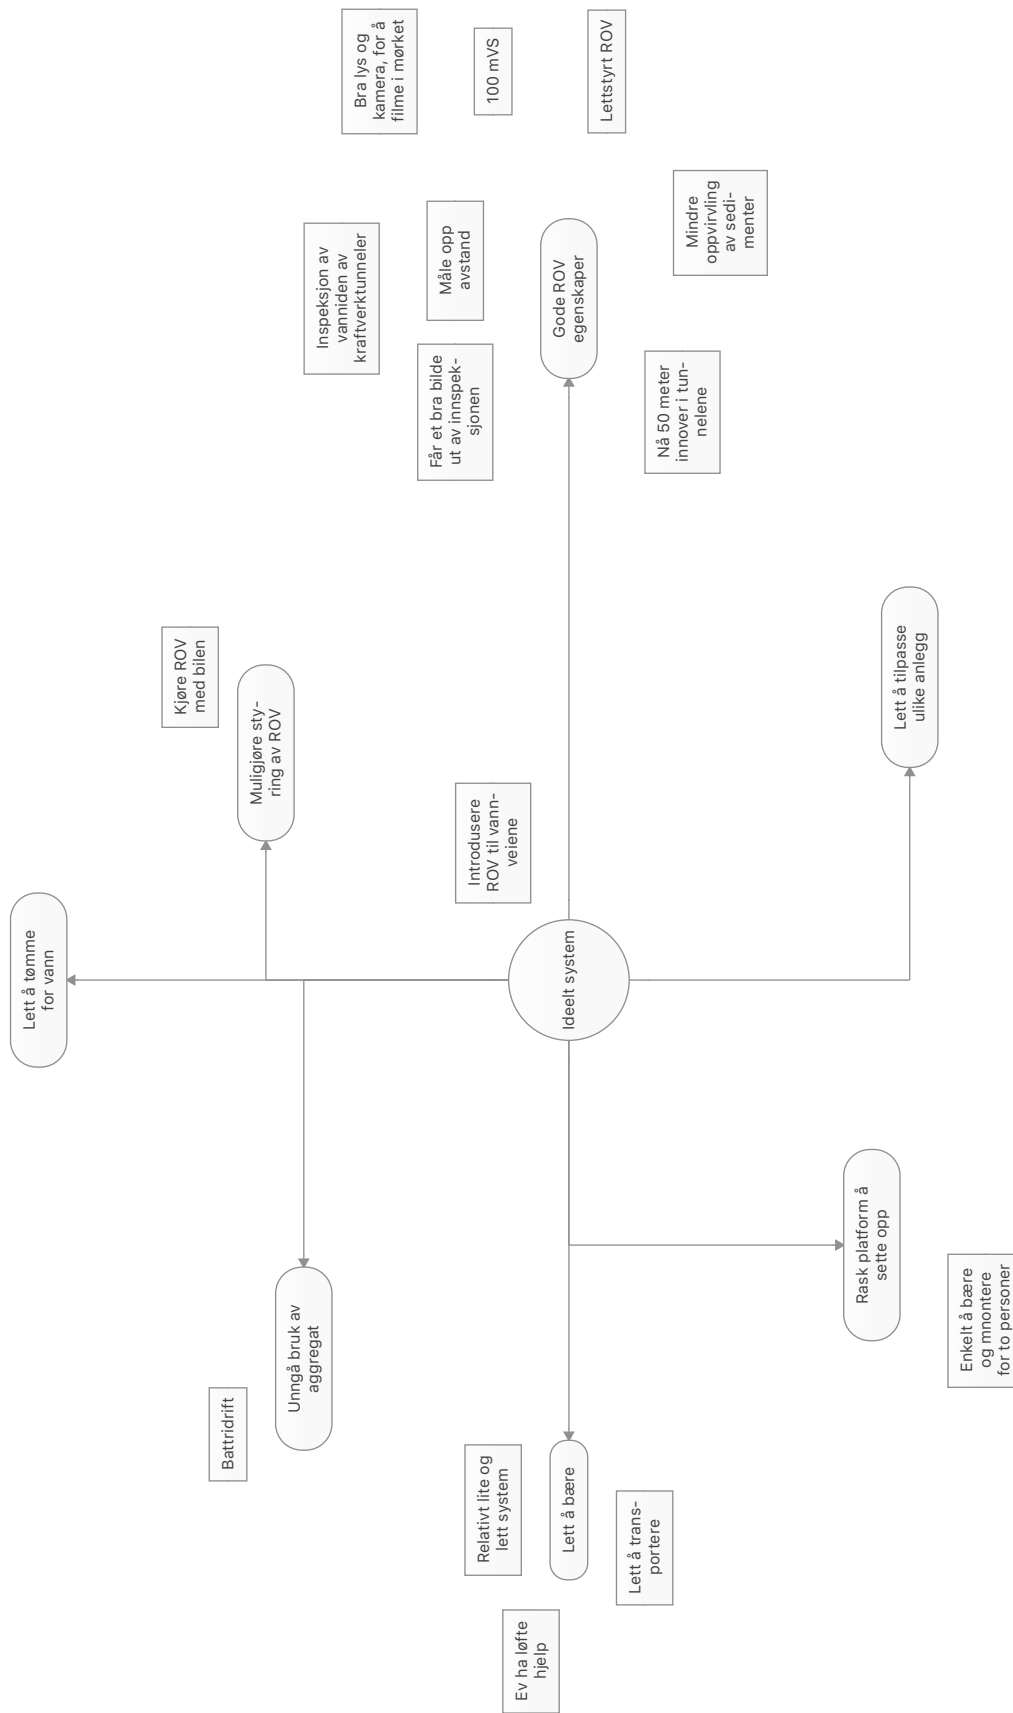 Bra lys og
kamera, for å
filme i mørket
100 mVS
Lettstyrt ROV
Inspeksjon av
vanniden av
kraftverktunneler
Måle opp
avstand
Gode ROV
egenskaper
Mindre
oppvirvling
av sedi-
menter
Får et bra bilde
ut av innspek-
sjonen
Nå 50 meter
innover i tun-
nelene
Kjøre ROV
med bilen
Muligjøre sty-
ring av ROV
Introdusere
ROV til vann-
veiene
Lett å tilpasse
ulike anlegg
Lett å tømme
for vann
Ideelt system
Unngå bruk av
aggregat
Battridrift
Rask platform å
sette opp
Enkelt å bære
og mnontere
for to personer
Relativt lite og
lett system
Lett å bære
Lett å trans-
portere
Ev ha løfte
hjelp